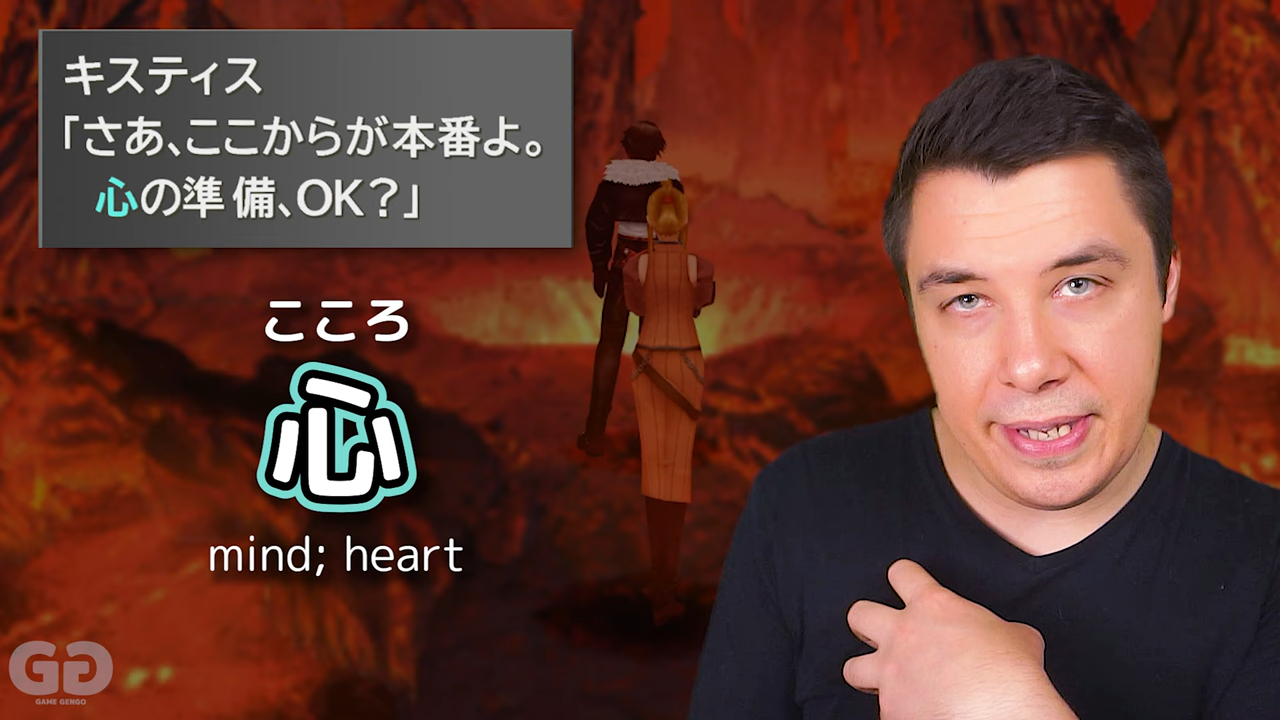 キスティス
「さあ、ここからが本番よ。
心の準備、OK？」
こころ
心
mind; heart
GG
GAME GENGO